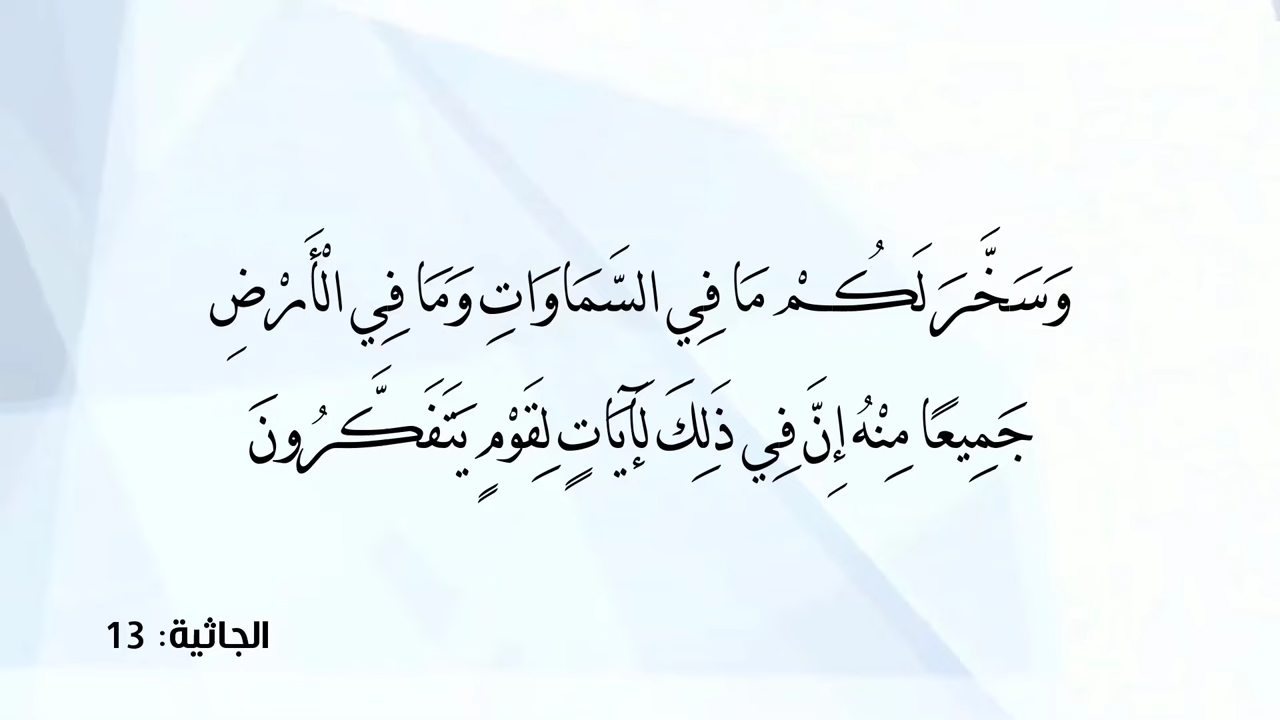 وَسَخَّرَ لَكُمْ مَا فِي السَّمَاوَاتِ وَمَا فِي الْأَرْضِ
جَمِيعًا مِنْهُ إِنَّ فِي ذَلِكَ لَآيَاتٍ لِقَوْمٍ يَتَفَكَّرُونَ
الجاثية: 13